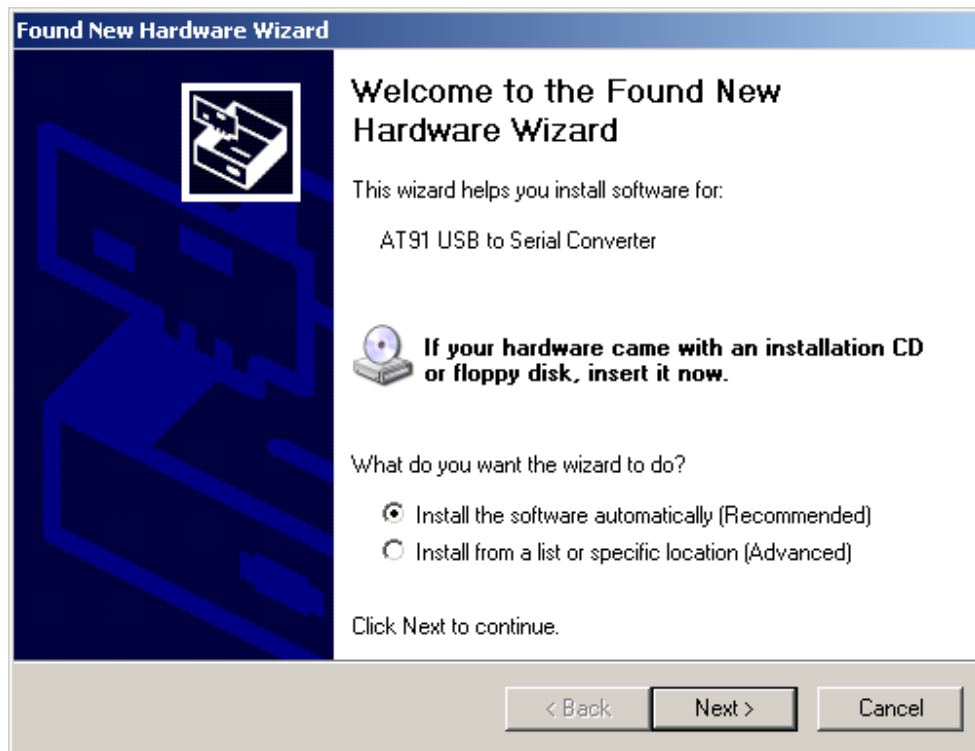 Found New Hardware Wizard
Welcome to the Found New
Hardware Wizard
This wizard helps you install software for:
AT91 USB to Serial Converter
If your hardware came with an installation CD
or floppy disk, insert it now.
What do you want the wizard to do?
Install the software automatically (Recommended)
Install from a list or specific location (Advanced)
Click Next to continue.
< Back
Next >
Cancel